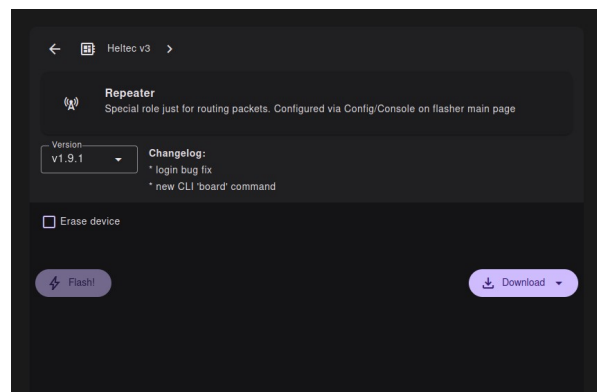 Heltec v3
Repeater
Special role just for routing packets. Configured via Config/Console on flasher main page
Version
v1.9.1
Changelog:
* login bug fix
* new CLI 'board' command
Erase device
Flash!
Download